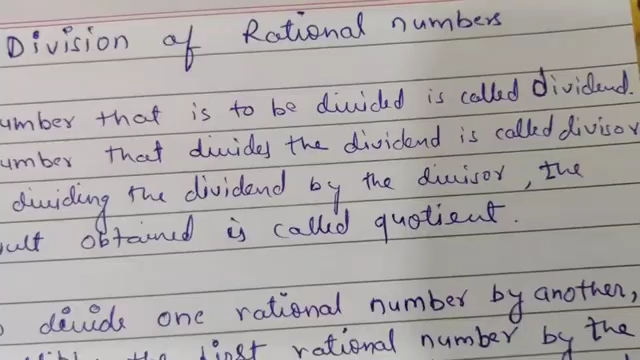 Division of Rational numbers
umber that is to be divided is called dividend.
umber that divides the dividend is called divisor
dividing the dividend by the divisor, the
ult obtained is called quotient.
divide one rational number by another,
the first rational number by the